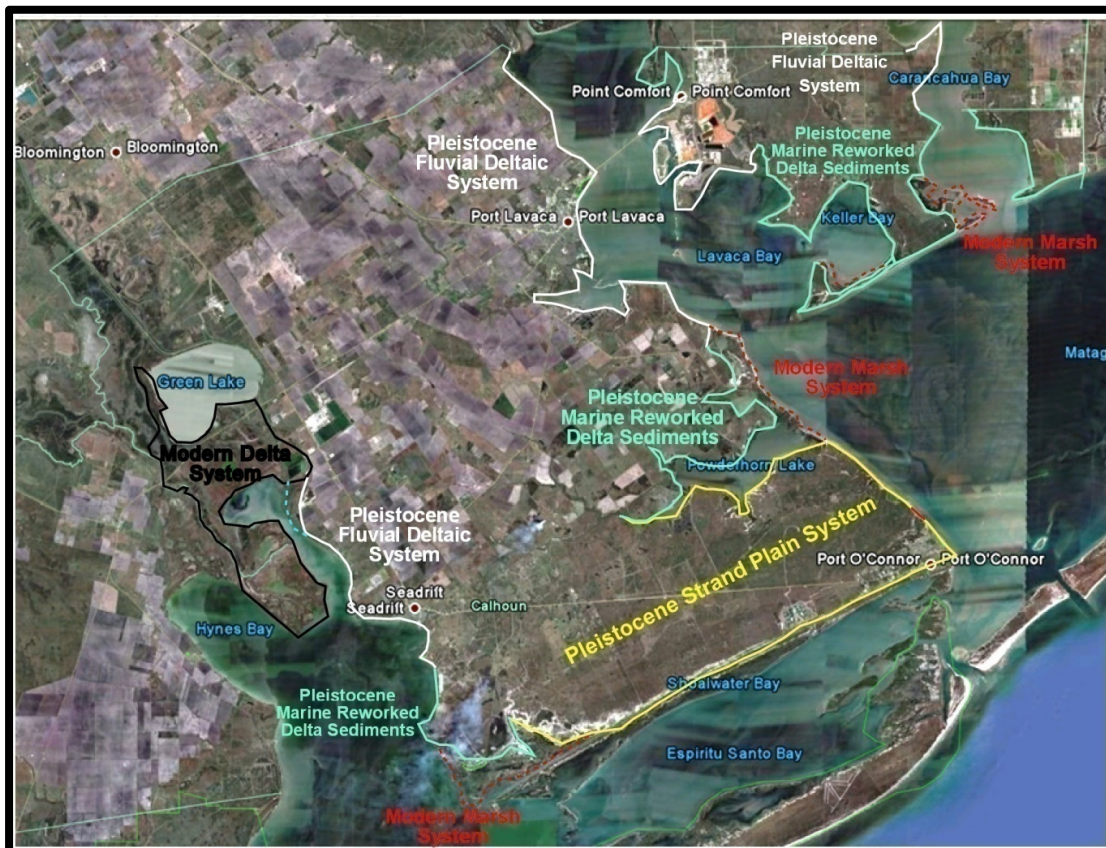 Pleistocene
Fluvial Deltaic
System
Carancahua Bay
Point Comfort
Point Comfort
Bloomington
Bloomington
Pleistocene
Fluvial Deltaic
System
Pleistocene
Marine Reworked
Delta Sediments
Port Lavaca
Port Lavaca
Keller Bay
Lavaca Bay
Modern Marsh
System
Matag
Green Lake
Modern Marsh
System
Pleistocene
Marine Reworked
Delta Sediments
Modern Delta
System
Powderhorn Lake
Pleistocene
Fluvial Deltaic
System
Pleistocene Strand Plain System
Port O'Connor
Port O'Connor
Seadrift
Seadrift
Calhoun
Hynes Bay
Pleistocene
Marine Reworked
Delta Sediments
Shoalwater Bay
Espiritu Santo Bay
Modern Marsh
System